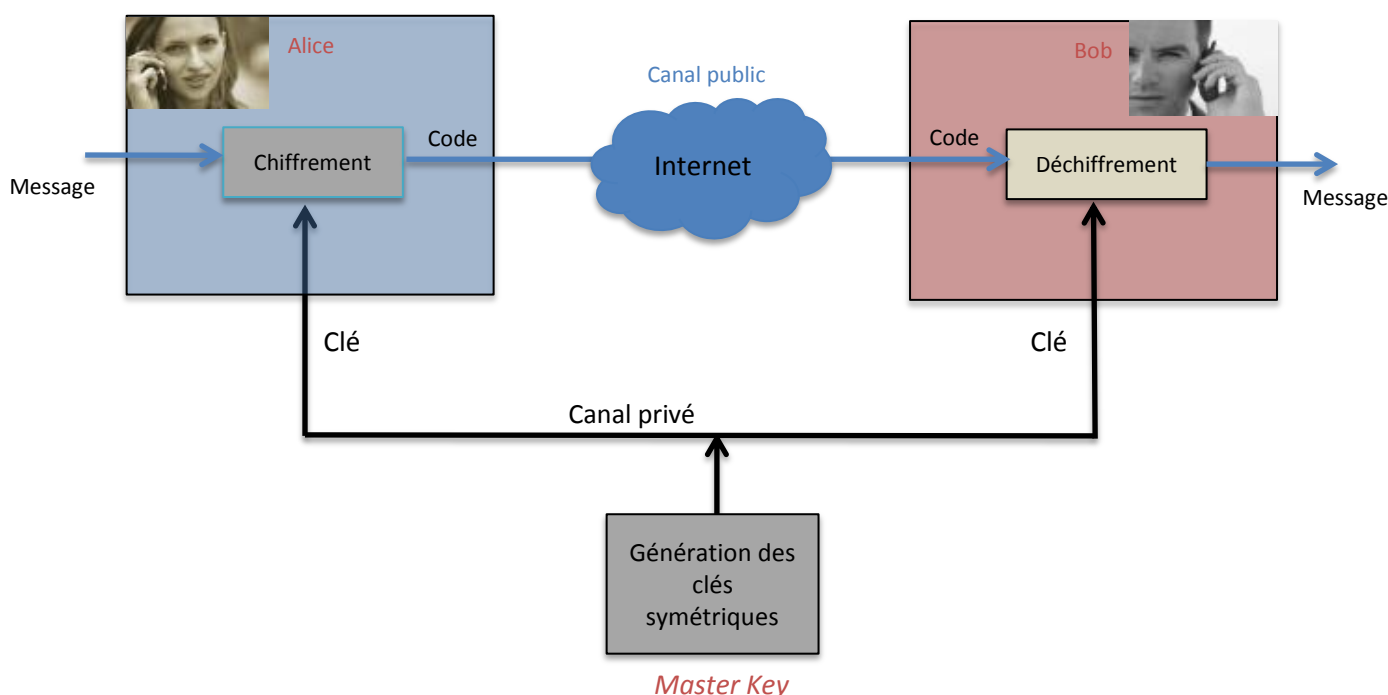 Alice
Bob
Canal public
Message
Chiffrement
Code
Internet
Code
Déchiffrement
Message
Clé
Clé
Canal privé
Génération des
clés
symétriques
Master Key